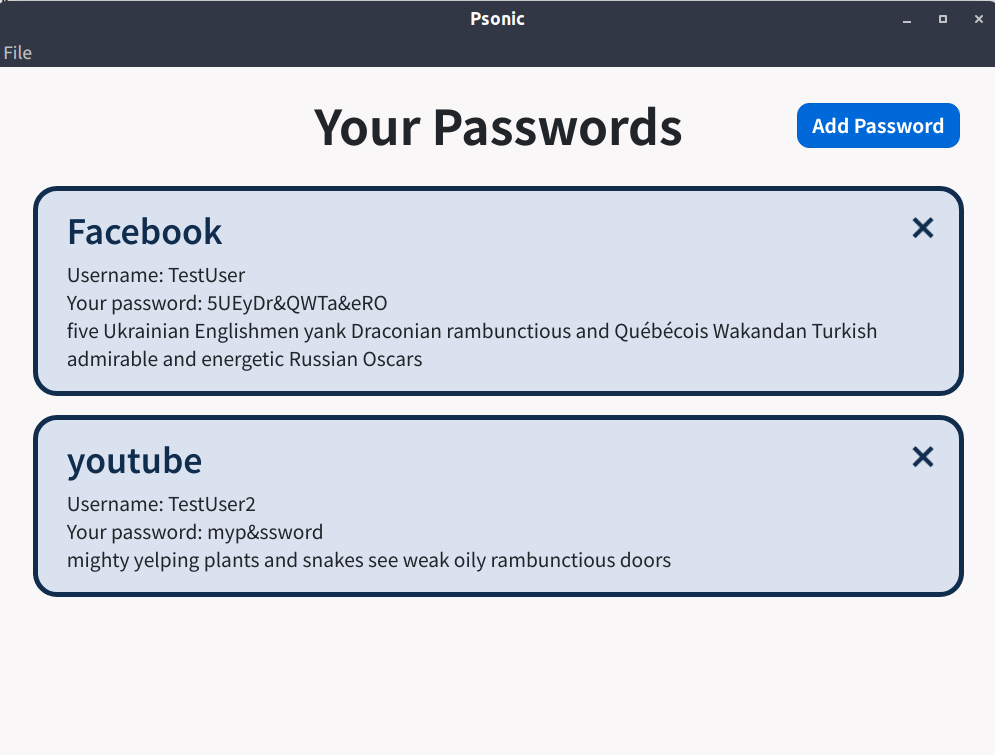 Psonic
File
Your Passwords
Add Password
Facebook
Username: TestUser
Your password: 5UEyDr&QWTa&eRO
five Ukrainian Englishmen yank Draconian rambunctious and Québécois Wakandan Turkish
admirable and energetic Russian Oscars
youtube
Username: TestUser2
Your password: myp&ssword
mighty yelping plants and snakes see weak oily rambunctious doors